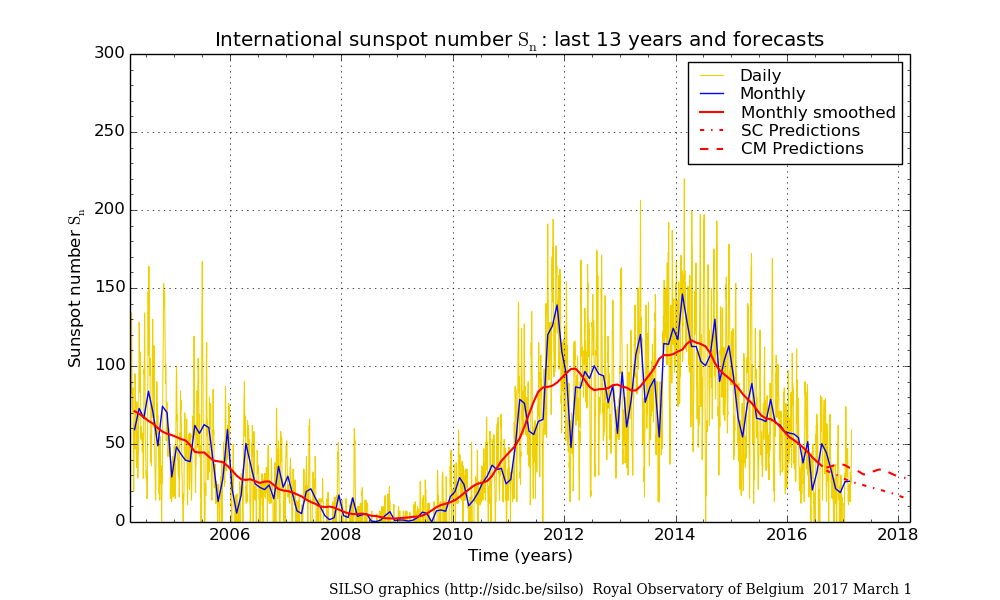 International sunspot number Sn : last 13 years and forecasts
300
250
200
150
100
50
0
Sunspot number Sn
Daily
Monthly
Monthly smoothed
SC Predictions
CM Predictions
2006 2008 2010 2012 2014 2016 2018
Time (years)
SILSO graphics (http://sidc.be/silso) Royal Observatory of Belgium 2017 March 1